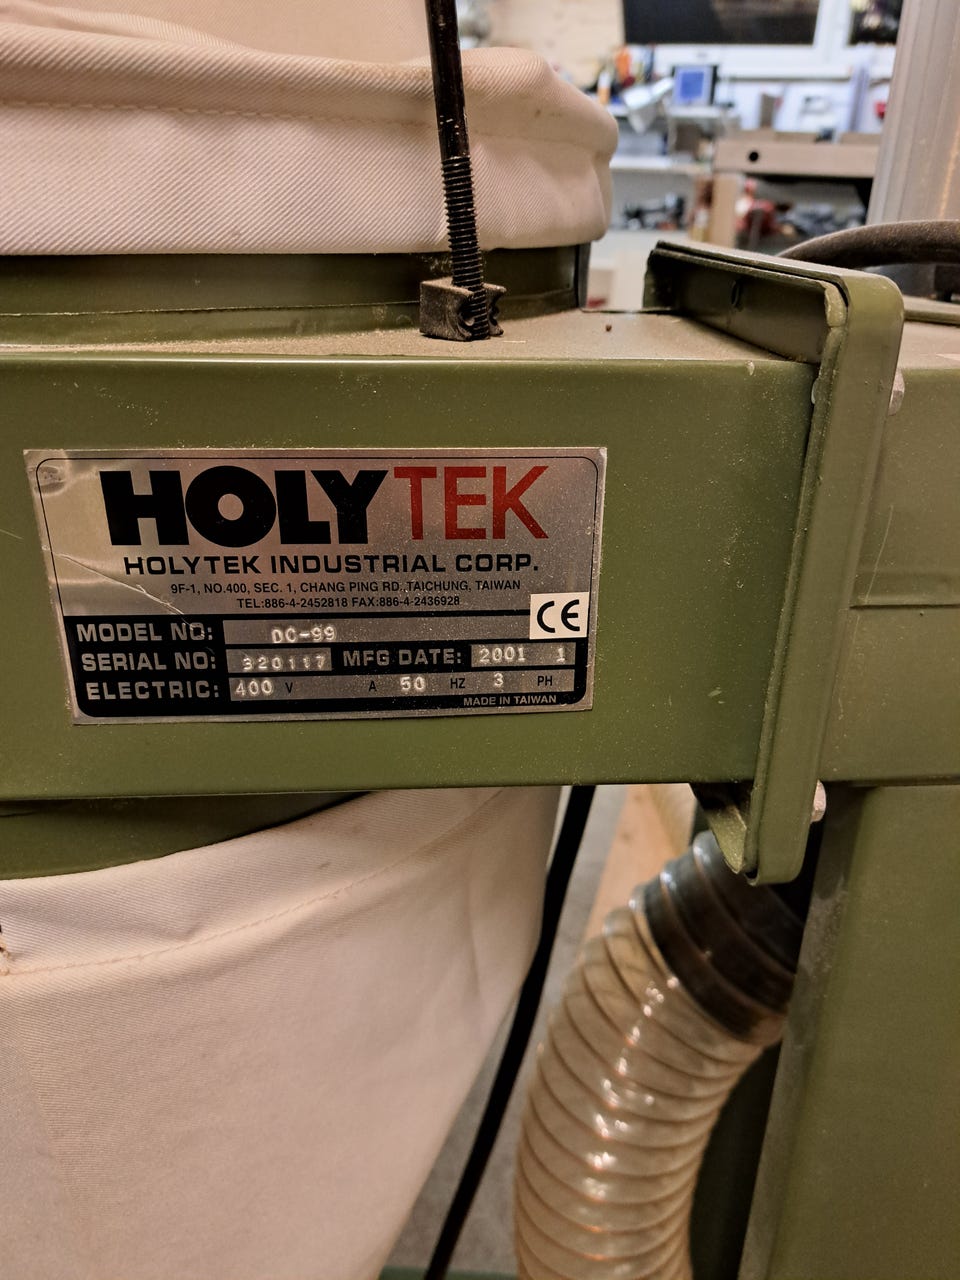 HOLYTEK
HOLYTEK INDUSTRIAL CORP.
9F-1, NO.400, SEC. 1, CHANG PING RD.,TAICHUNG, TAIWAN
TEL:886-4-2452818 FAX:886-4-2436928
CE
MODEL NO: DC-99
SERIAL NO: 320117 MFG DATE: 2001 1
ELECTRIC: 400 V A 50 HZ 3 PH
MADE IN TAIWAN